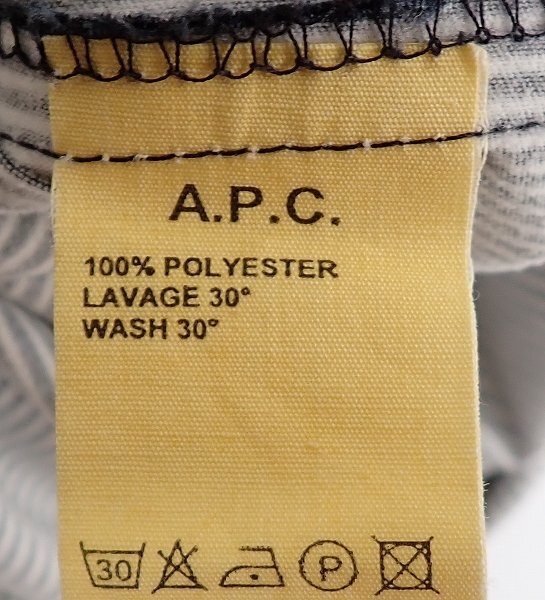 A.P.C.
100% POLYESTER
LAVAGE 30°
WASH 30°
30 P